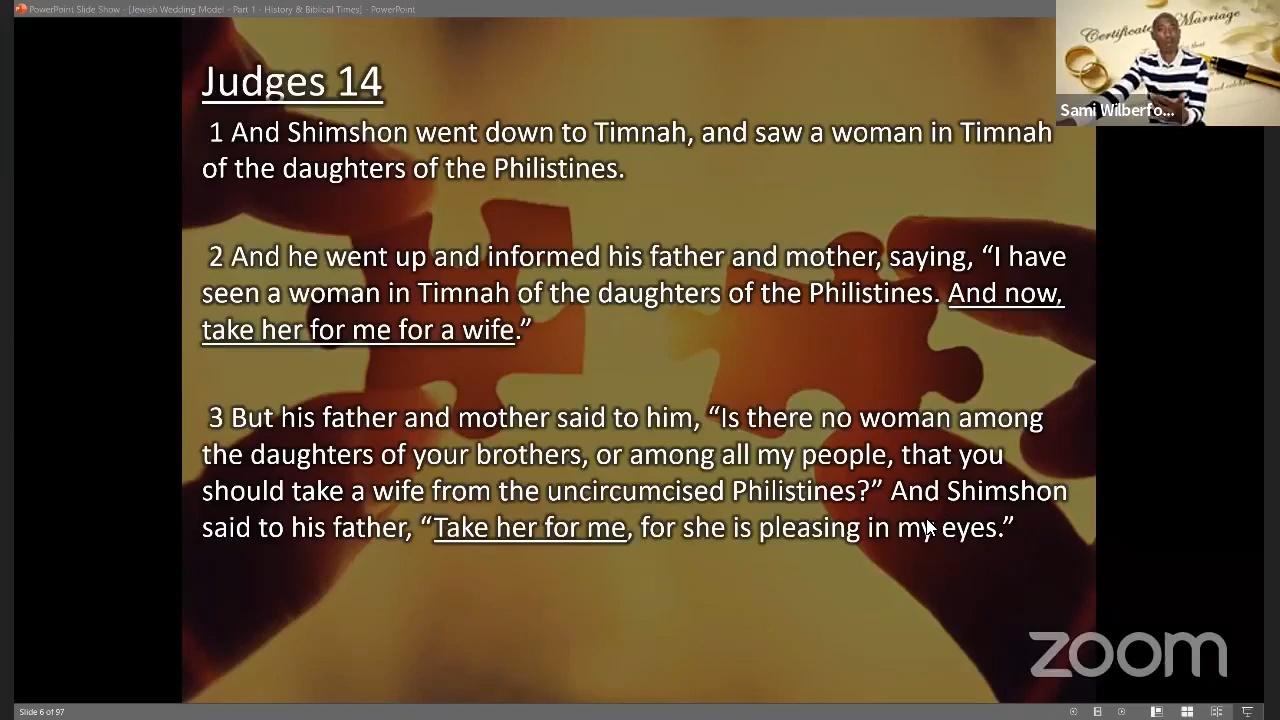 PowerPoint Slide Show - [Jewish Wedding Model - Part 1 - History & Biblical Times] - PowerPoint
Certificate Marriage
Sami Wilberfo...
Judges 14
1 And Shimshon went down to Timnah, and saw a woman in Timnah
of the daughters of the Philistines.
2 And he went up and informed his father and mother, saying, “I have
seen a woman in Timnah of the daughters of the Philistines. And now,
take her for me for a wife.”
3 But his father and mother said to him, “Is there no woman among
the daughters of your brothers, or among all my people, that you
should take a wife from the uncircumcised Philistines?” And Shimshon
said to his father, “Take her for me, for she is pleasing in my eyes.”
zoom
Slide 6 of 97